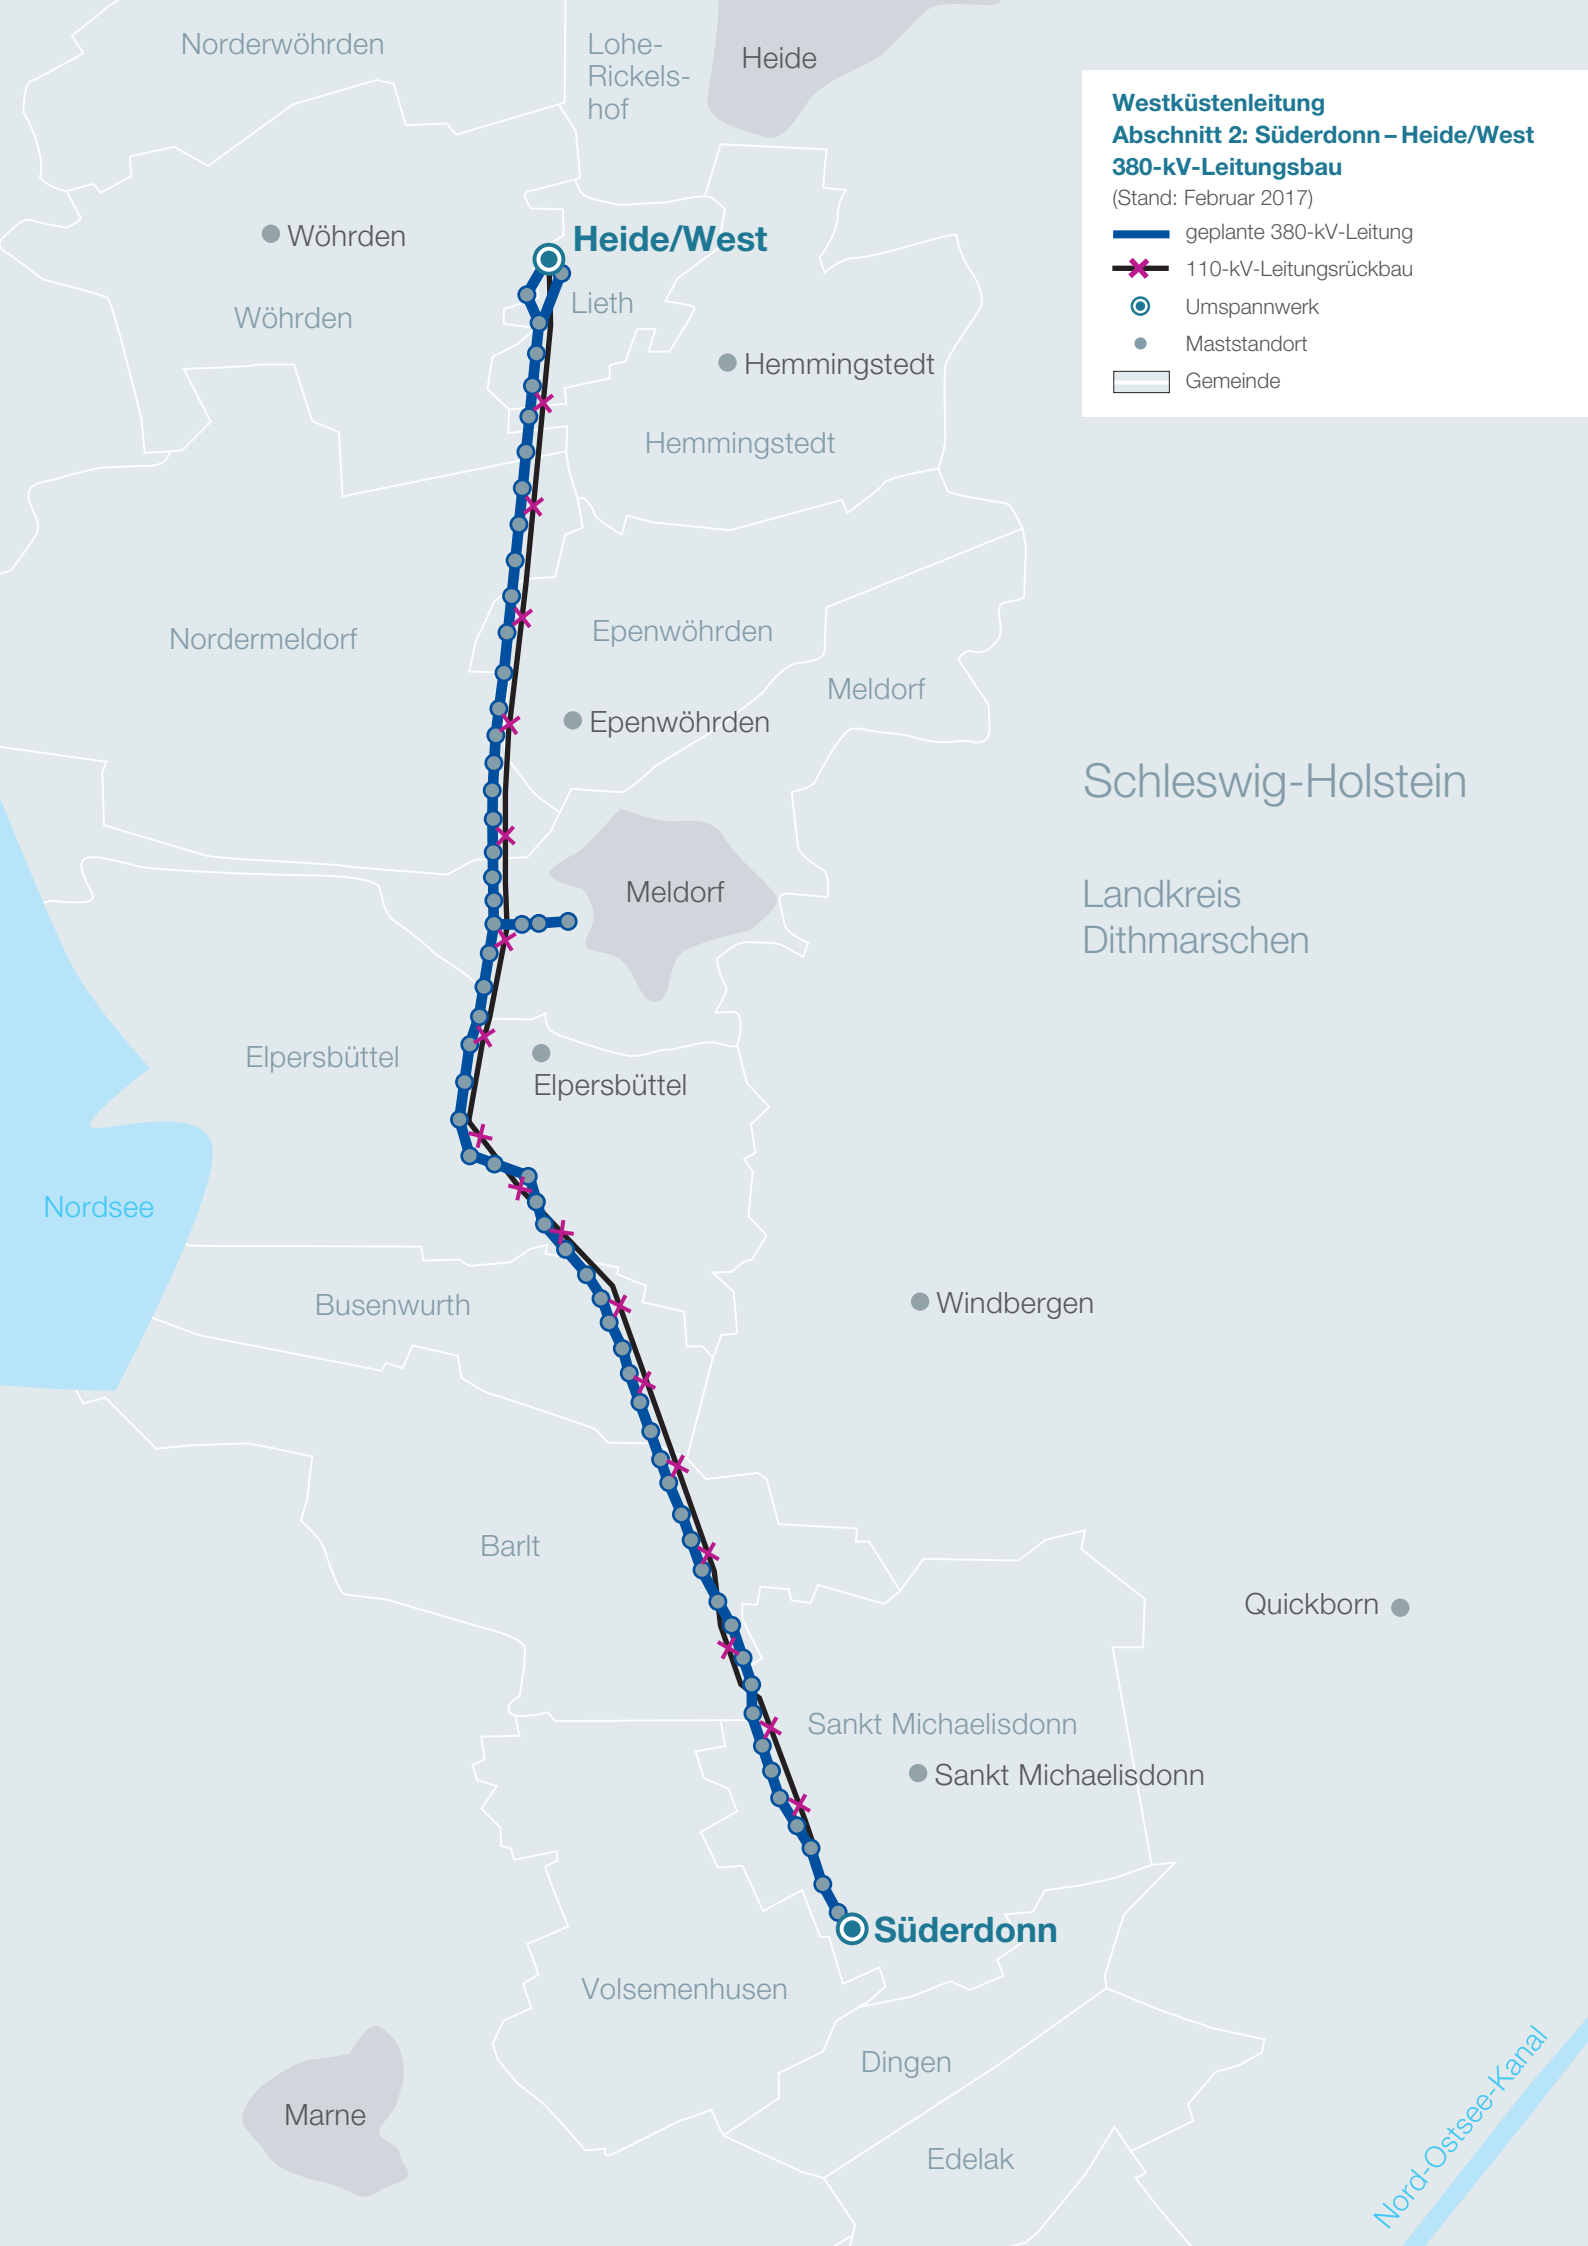 Norderwöhrden
Lohe-
Rickels-
hof
Heide
Westküstenleitung
Abschnitt 2: Süderdonn – Heide/West
380-kV-Leitungsbau
(Stand: Februar 2017)
geplante 380-kV-Leitung
110-kV-Leitungsrückbau
Umspannwerk
Maststandort
Gemeinde
Wöhrden
Heide/West
Wöhrden
Lieth
Hemmingstedt
Hemmingstedt
Nordermeldorf
Epenwöhrden
Meldorf
Epenwöhrden
Schleswig-Holstein
Meldorf
Landkreis
Dithmarschen
Elpersbüttel
Elpersbüttel
Nordsee
Busenwurth
Windbergen
Barlt
Quickborn
Sankt Michaelisdonn
Sankt Michaelisdonn
Süderdonn
Volsemenhusen
Dingen
Marne
Edelak
Nord-Ostsee-Kanal